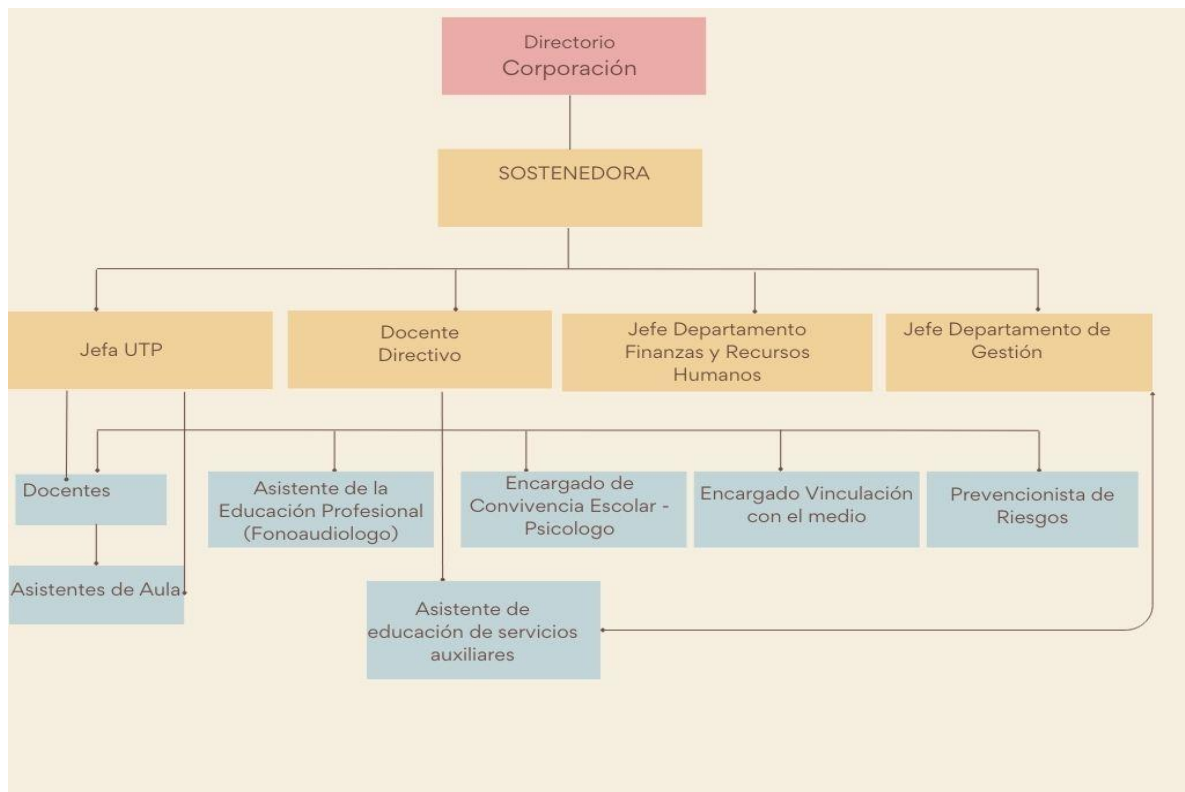 Directorio
Corporación
SOSTENEDORA
Jefa UTP
Docente
Directivo
Jefe Departamento
Finanzas y Recursos
Humanos
Jefe Departamento de
Gestión
Docentes
Asistente de la
Educación Profesional
(Fonoaudiologo)
Encargado de
Convivencia Escolar -
Psicologo
Encargado Vinculación
con el medio
Prevencionista de
Riesgos
Asistentes de Aula
Asistente de
educación de servicios
auxiliares